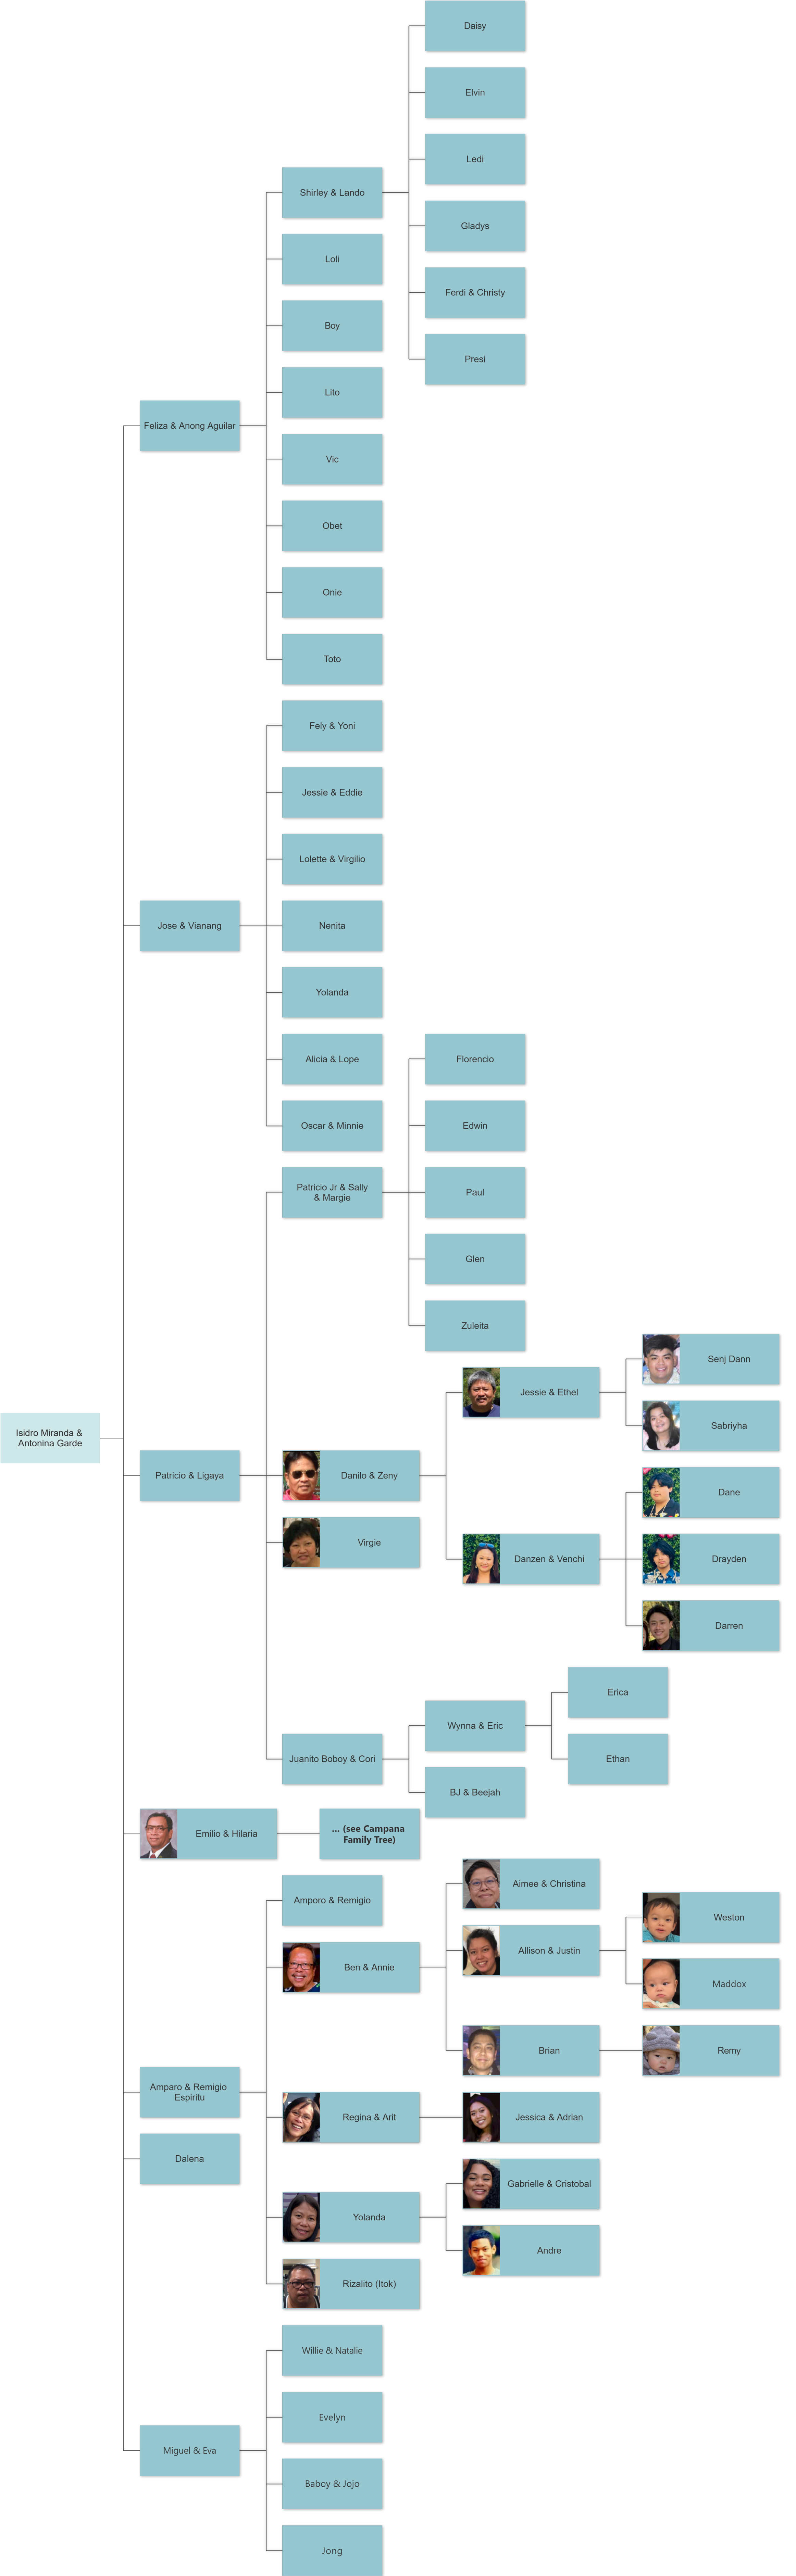 Daisy
Elvin
Ledi
Shirley & Lando
Gladys
Loli
Ferdi & Christy
Boy
Presi
Lito
Feliza & Anong Aguilar
Vic
Obet
Onie
Toto
Fely & Yoni
Jessie & Eddie
Lolette & Virgilio
Jose & Vianang
Nenita
Yolanda
Alicia & Lope
Florencio
Oscar & Minnie
Edwin
Patricio Jr & Sally
& Margie
Paul
Glen
Zuleita
Senj Dann
Jessie & Ethel
Sabriyha
Isidro Miranda &
Antonina Garde
Patricio & Ligaya
Danilo & Zeny
Dane
Virgie
Danzen & Venchi
Drayden
Darren
Erica
Wynna & Eric
Juanito Boboy & Cori
Ethan
BJ & Beejah
Emilio & Hilaria
... (see Campana
Family Tree)
Aimee & Christina
Amporo & Remigio
Weston
Allison & Justin
Ben & Annie
Maddox
Brian
Remy
Amparo & Remigio
Espiritu
Regina & Arit
Jessica & Adrian
Dalena
Gabrielle & Cristobal
Yolanda
Andre
Rizalito (Itok)
Willie & Natalie
Evelyn
Miguel & Eva
Baboy & Jojo
Jong